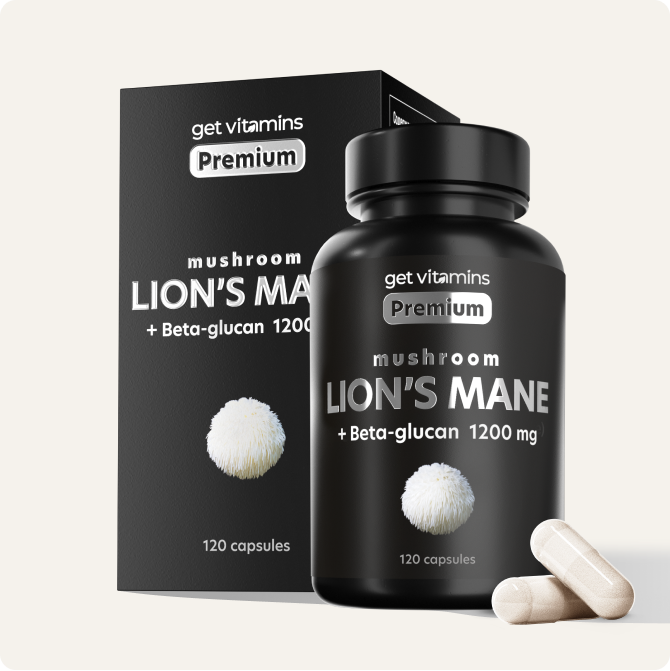 get vitamins
Premium
mushroom
LION'S MA
+ Beta-glucan 1200
120 capsules
get vitamins
Premium
mushroom
LION'S MANE
+ Beta-glucan 1200 mg
120 capsules